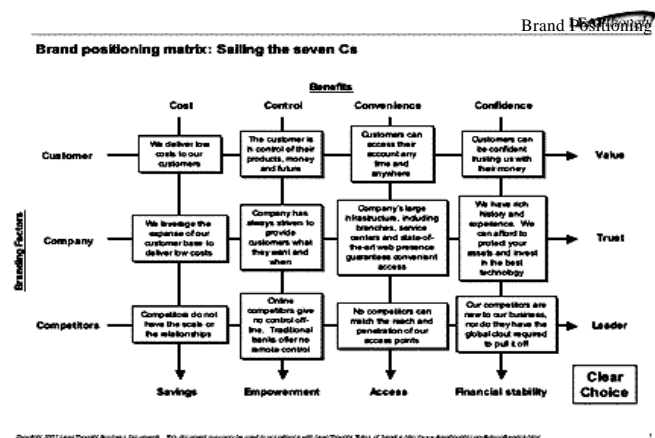 Brand Positioning
Brand positioning matrix: Sailing the seven Cs
Benefits
Cost
Control
Convenience
Confidence
Branding Factors
Customer
We deliver low
costs to our
customers
The customer is
in control of their
products, money
and future
Customers can
access their
account any
time and
anywhere
Customers can
be confident
trusting us with
their money
Value
Company
We leverage the
expanse of our
customer base to
deliver low costs
Company has
always striven to
provide
customers what
they want and
when
Company's large
infrastructure, including
branches, service
centers and state-of-
the-art web presence
guarantees convenient
access
We have rich
history and
experience. We
can afford to
protect your
assets and invest
in the best
technology
Trust
Competitors
Competitors do not
have the scale or
the relationships
Online
competitors give
no control off-
line. Traditional
banks offer no
remote control
No competitors can
match the reach and
penetration of our
access points
Our competitors are
new to our business,
nor do they have the
global clout required
to pull it off
Leader
Savings
Empowerment
Access
Financial stability
Clear
Choice